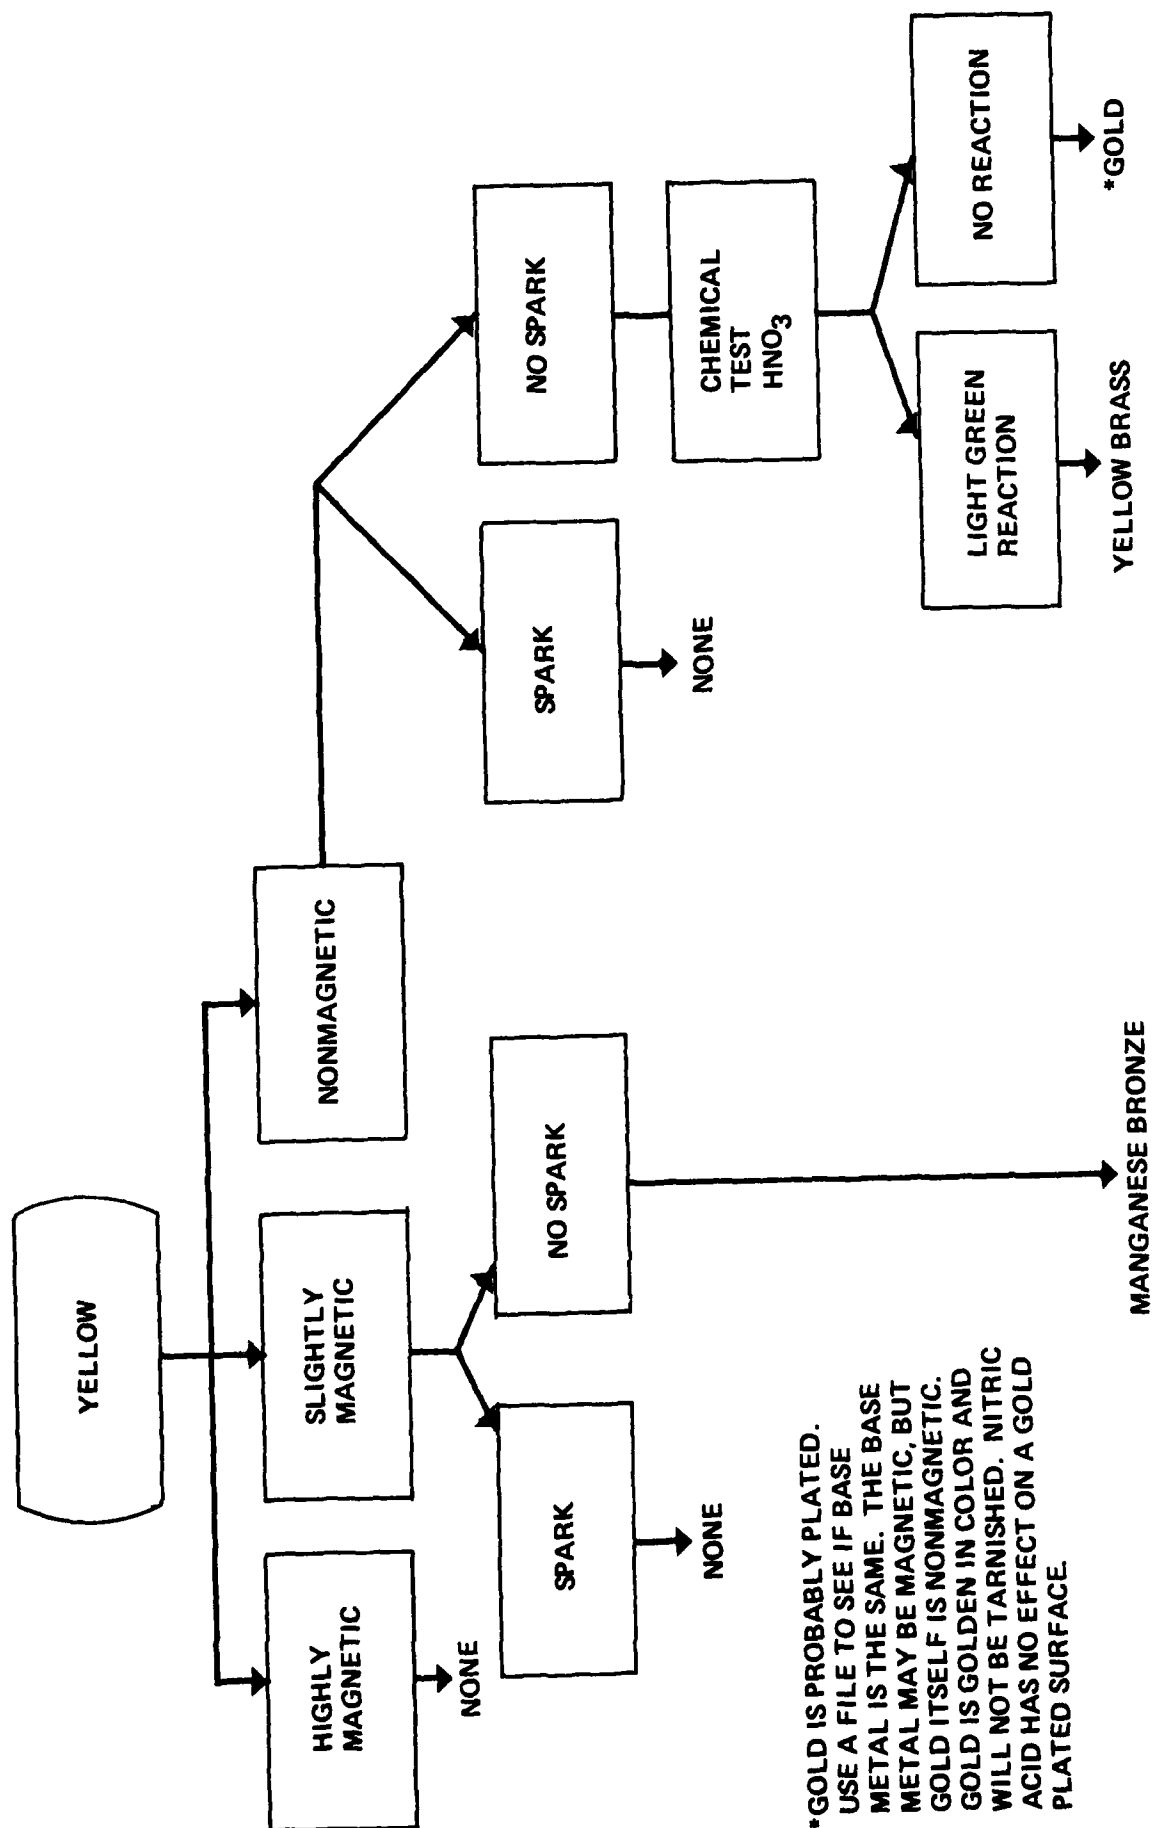 YELLOW
HIGHLY
MAGNETIC
SLIGHTLY
MAGNETIC
NONMAGNETIC
NONE
SPARK
NO SPARK
SPARK
NO SPARK
NONE
NONE
CHEMICAL
TEST
HNO₃
LIGHT GREEN
REACTION
NO REACTION
MANGANESE BRONZE
YELLOW BRASS
*GOLD
*GOLD IS PROBABLY PLATED.
USE A FILE TO SEE IF BASE
METAL IS THE SAME. THE BASE
METAL MAY BE MAGNETIC, BUT
GOLD ITSELF IS NONMAGNETIC.
GOLD IS GOLDEN IN COLOR AND
WILL NOT BE TARNISHED. NITRIC
ACID HAS NO EFFECT ON A GOLD
PLATED SURFACE.